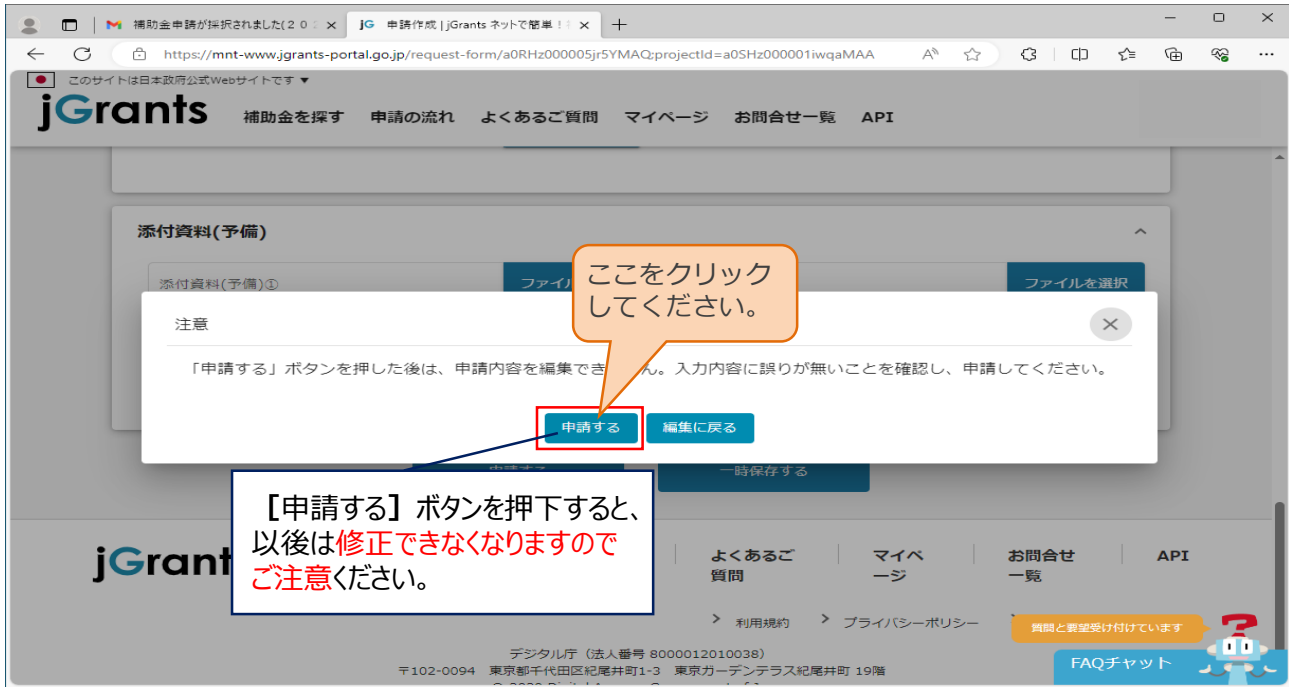 補助金申請が採択されました(２０
jG 申請作成 | jGrants ネットで簡単！
https://mnt-www.jgrants-portal.go.jp/request-form/a0RHz000005jr5YMAQ;projectId=a0SHz000001iwqaMAA
このサイトは日本政府公式Webサイトです ▼
jGrants
補助金を探す 申請の流れ よくあるご質問 マイページ お問合せ一覧 API
添付資料(予備)
添付資料(予備)①
ファイル
ファイルを選択
ここをクリック
してください。
注意
「申請する」ボタンを押した後は、申請内容を編集でき ん。入力内容に誤りが無いことを確認し、申請してください。
申請する 編集に戻る
申請する
一時保存する
【申請する】ボタンを押下すると、
以後は修正できなくなりますので
ご注意ください。
jGrant
よくあるご
質問
マイペ
ージ
お問合せ
一覧
API
利用規約
プライバシーポリシー
質問と要望受け付けています
FAQチャット
デジタル庁（法人番号 8000012010038）
〒102-0094 東京都千代田区紀尾井町1-3 東京ガーデンテラス紀尾井町 19階